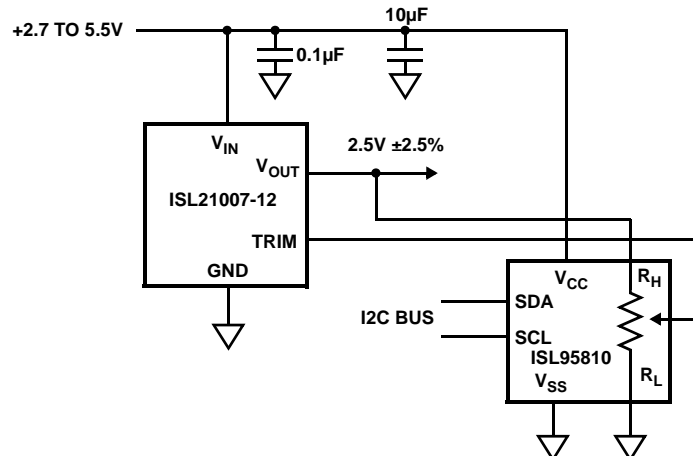 +2.7 TO 5.5V
10µF
0.1µF
VIN
VOUT
2.5V ±2.5%
ISL21007-12
TRIM
GND
VCC
RH
SDA
I2C BUS
SCL
ISL95810
VSS
RL